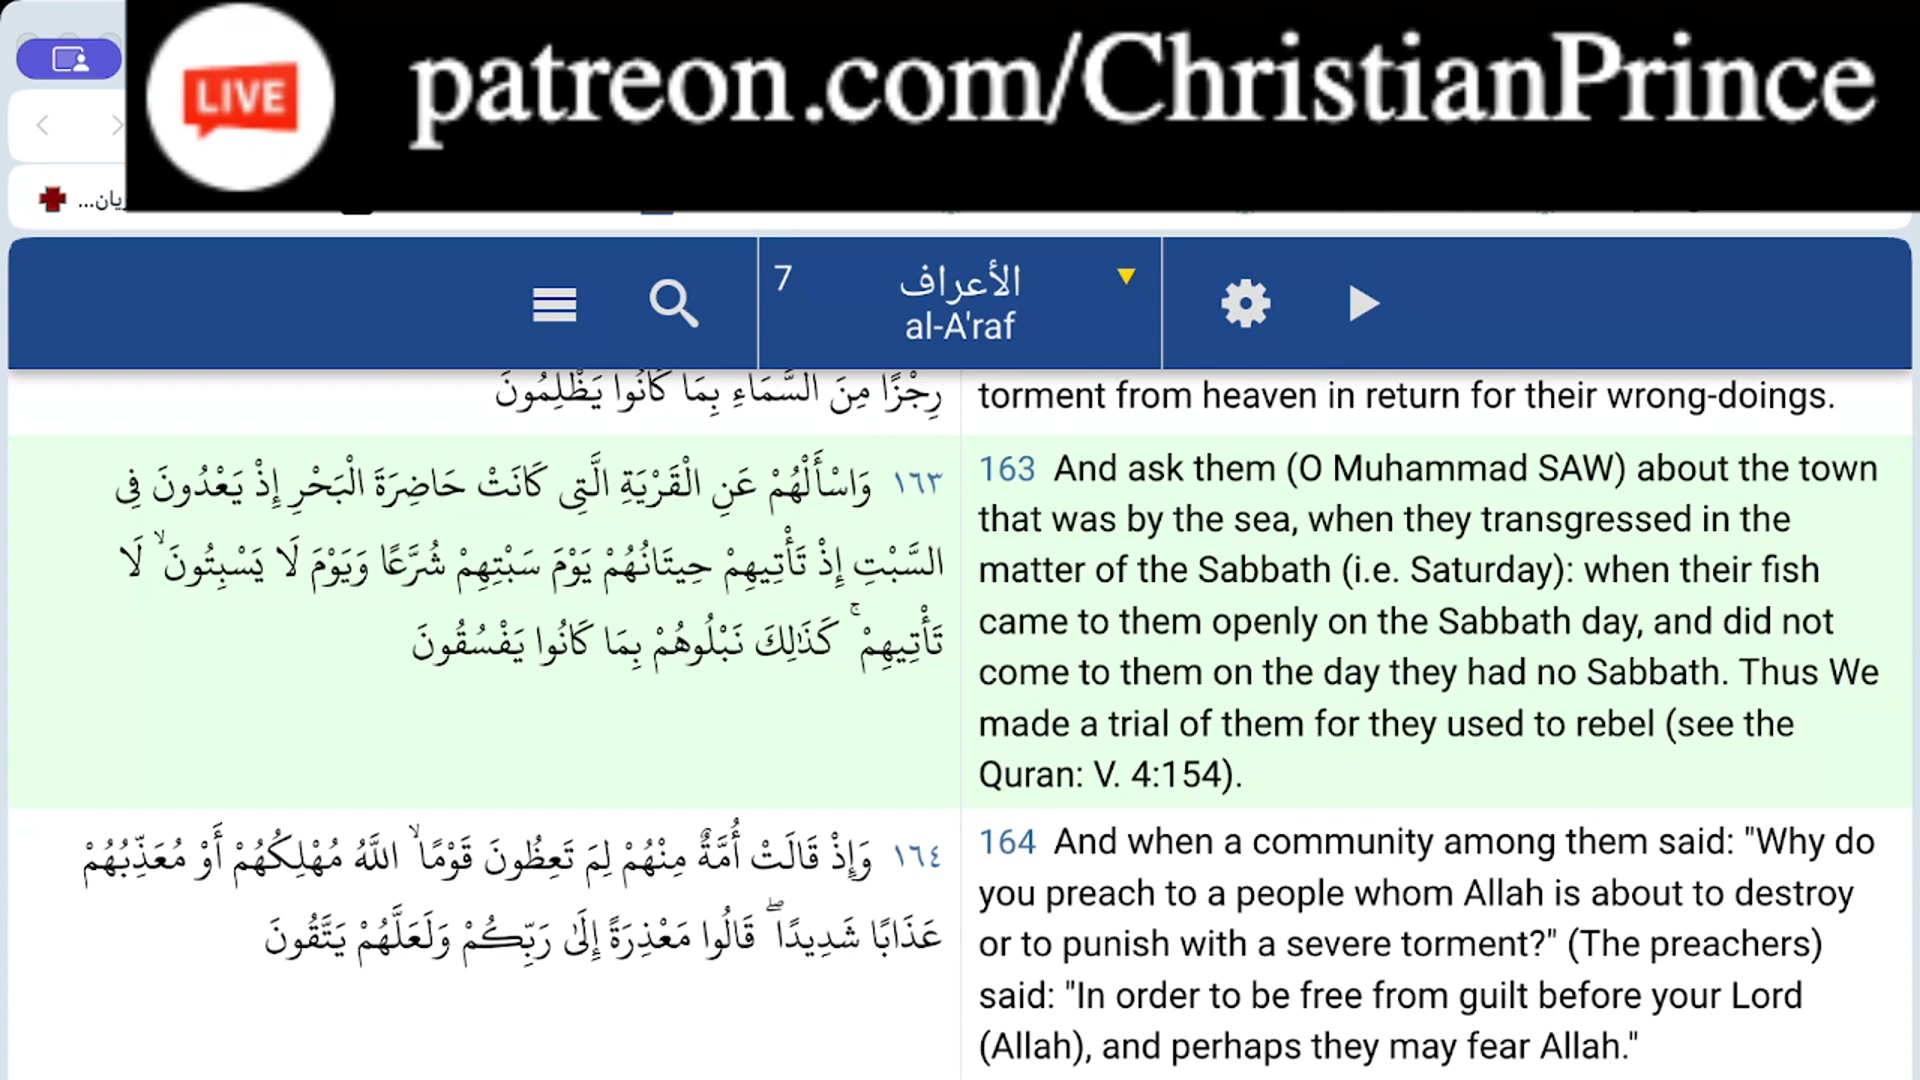 LIVE
patreon.com/ChristianPrince
ريان...
7
الأعراف
al-A'raf
رِجْزًا مِنَ السَّمَاءِ بِمَا كَانُوا يَظْلِمُونَ
torment from heaven in return for their wrong-doings.
١٦٣ وَاسْأَلْهُمْ عَنِ الْقَرْيَةِ الَّتِي كَانَتْ حَاضِرَةَ الْبَحْرِ إِذْ يَعْدُونَ فِي
السَّبْتِ إِذْ تَأْتِيهِمْ حِيتَانُهُمْ يَوْمَ سَبْتِهِمْ شُرَّعًا وَيَوْمَ لَا يَسْبِتُونَ ۙ لَا
تَأْتِيهِمْ ۚ كَذَٰلِكَ نَبْلُوهُمْ بِمَا كَانُوا يَفْسُقُونَ
163 And ask them (O Muhammad SAW) about the town
that was by the sea, when they transgressed in the
matter of the Sabbath (i.e. Saturday): when their fish
came to them openly on the Sabbath day, and did not
come to them on the day they had no Sabbath. Thus We
made a trial of them for they used to rebel (see the
Quran: V. 4:154).
١٦٤ وَإِذْ قَالَتْ أُمَّةٌ مِنْهُمْ لِمَ تَعِظُونَ قَوْمًا ۙ اللَّهُ مُهْلِكُهُمْ أَوْ مُعَذِّبُهُمْ
عَذَابًا شَدِيدًا ۖ قَالُوا مَعْذِرَةً إِلَىٰ رَبِّكُمْ وَلَعَلَّهُمْ يَتَّقُونَ
164 And when a community among them said: "Why do
you preach to a people whom Allah is about to destroy
or to punish with a severe torment?" (The preachers)
said: "In order to be free from guilt before your Lord
(Allah), and perhaps they may fear Allah."